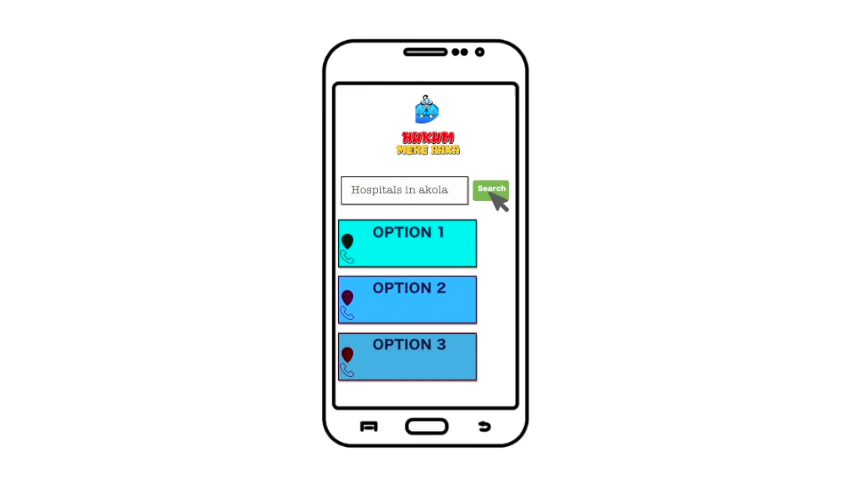 HUKUM
MERE AAKA
Hospitals in akola
Search
OPTION 1
OPTION 2
OPTION 3